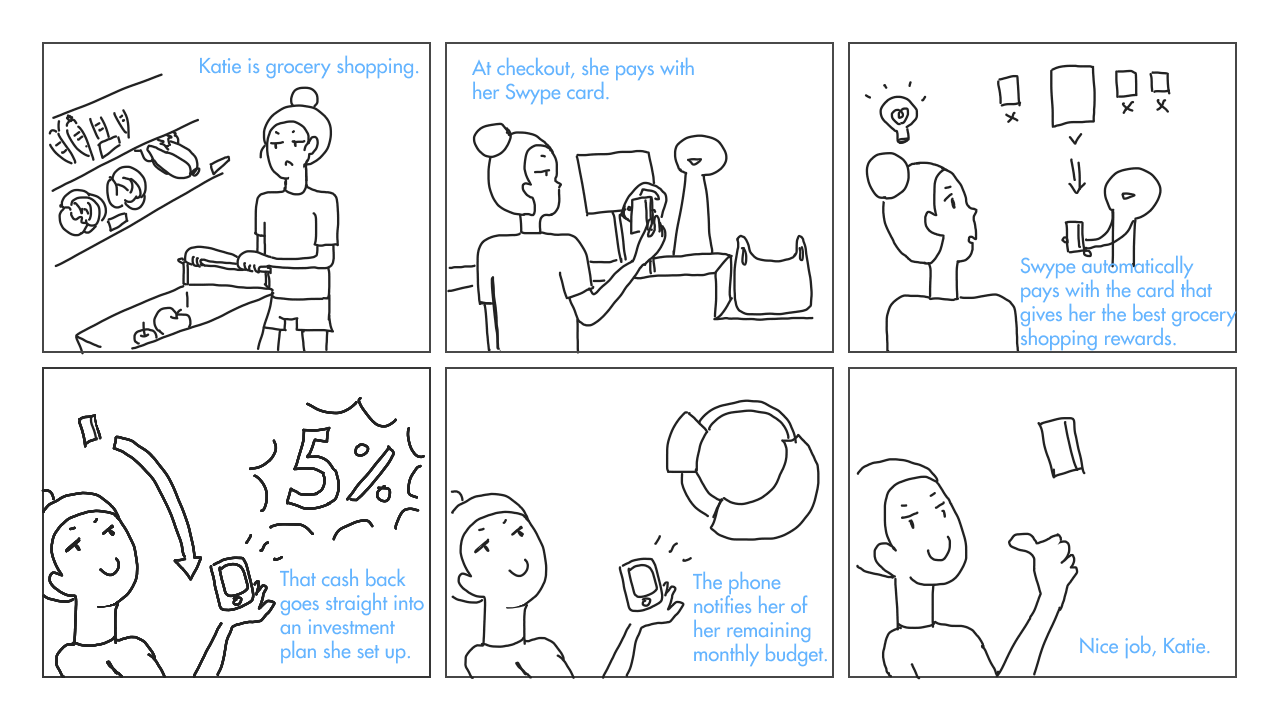 Katie is grocery shopping.
At checkout, she pays with
her Swype card.
Swype automatically
pays with the card that
gives her the best grocery
shopping rewards.
5%
That cash back
goes straight into
an investment
plan she set up.
The phone
notifies her of
her remaining
monthly budget.
Nice job, Katie.